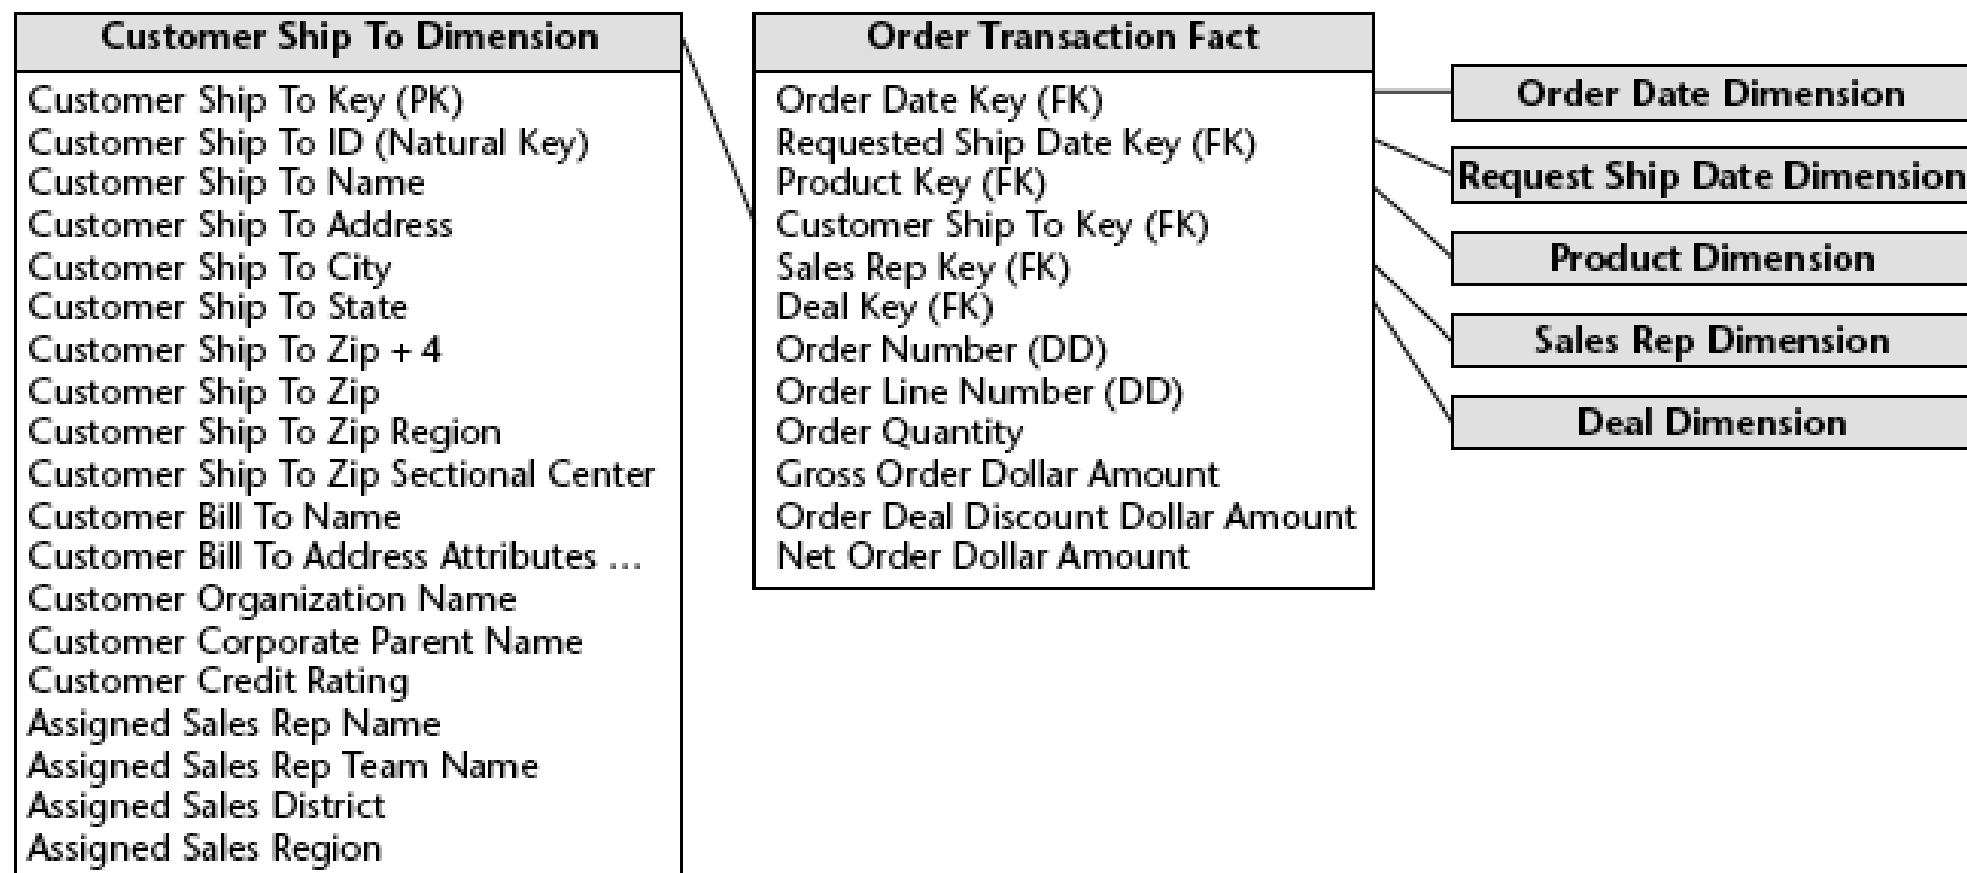 Customer Ship To Dimension
Customer Ship To Key (PK)
Customer Ship To ID (Natural Key)
Customer Ship To Name
Customer Ship To Address
Customer Ship To City
Customer Ship To State
Customer Ship To Zip + 4
Customer Ship To Zip
Customer Ship To Zip Region
Customer Ship To Zip Sectional Center
Customer Bill To Name
Customer Bill To Address Attributes ...
Customer Organization Name
Customer Corporate Parent Name
Customer Credit Rating
Assigned Sales Rep Name
Assigned Sales Rep Team Name
Assigned Sales District
Assigned Sales Region
Order Transaction Fact
Order Date Key (FK)
Requested Ship Date Key (FK)
Product Key (FK)
Customer Ship To Key (FK)
Sales Rep Key (FK)
Deal Key (FK)
Order Number (DD)
Order Line Number (DD)
Order Quantity
Gross Order Dollar Amount
Order Deal Discount Dollar Amount
Net Order Dollar Amount
Order Date Dimension
Request Ship Date Dimension
Product Dimension
Sales Rep Dimension
Deal Dimension